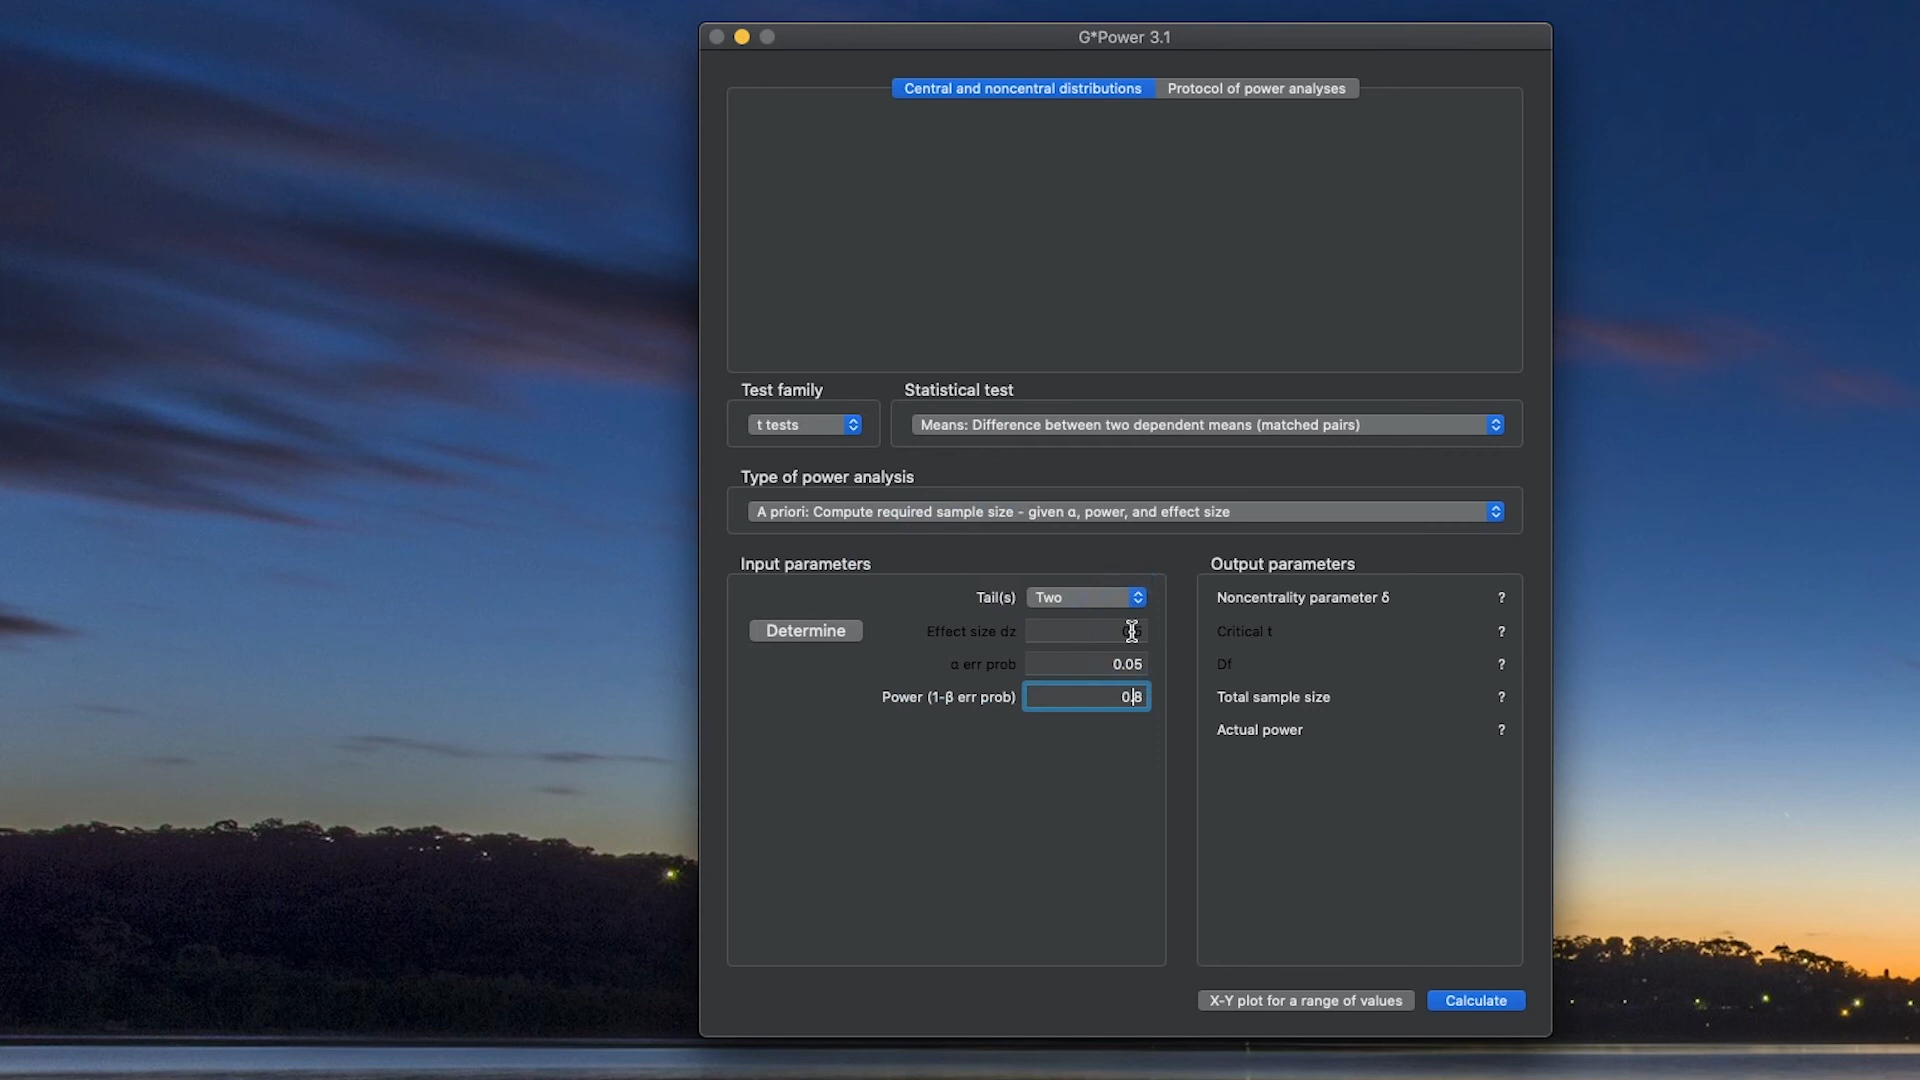 G*Power 3.1
Central and noncentral distributions
Protocol of power analyses
Test family
Statistical test
t tests
Means: Difference between two dependent means (matched pairs)
Type of power analysis
A priori: Compute required sample size - given α, power, and effect size
Input parameters
Output parameters
Tail(s)
Two
Noncentrality parameter δ
?
Determine
Effect size dz
Critical t
?
α err prob
0.05
Df
?
Power (1-β err prob)
0.8
Total sample size
?
Actual power
?
X-Y plot for a range of values
Calculate